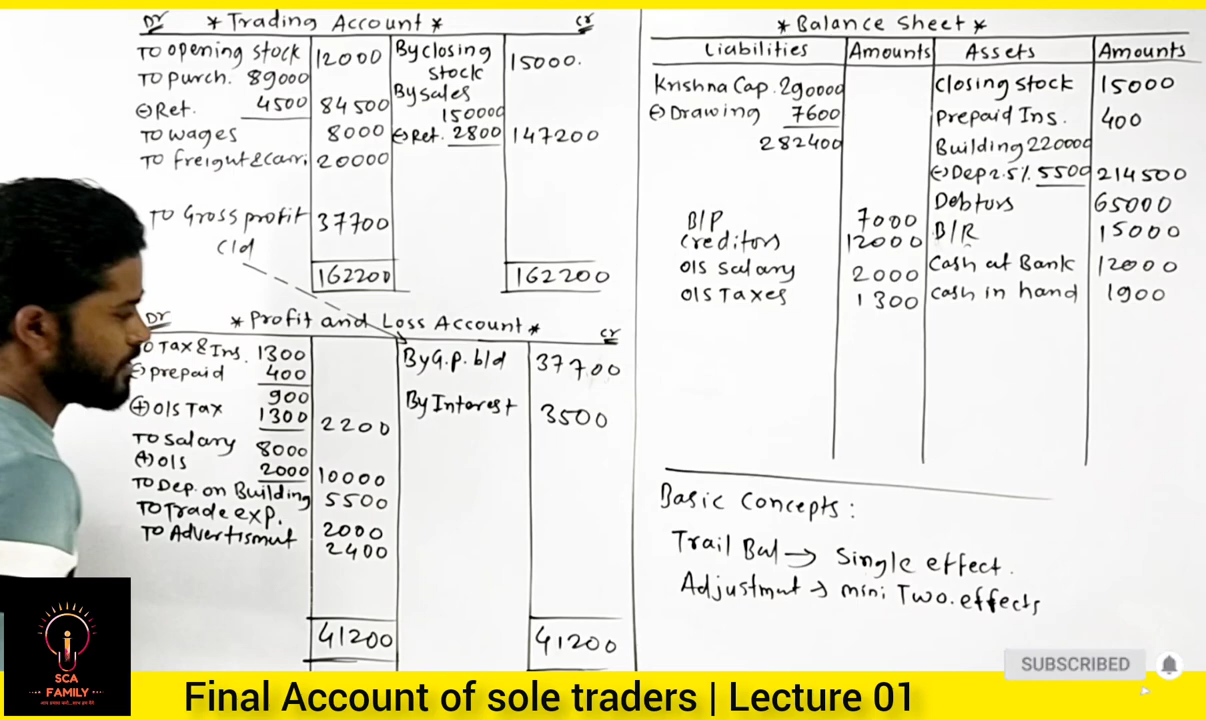 Dr * Trading Account * cr
TO opening stock 12000 By closing stock 15000.
TO purch. 89000
(-) Ret. 4500 84500 By sales 150000
TO wages 8000 (-) Ret. 2800 147200
TO freight & carri. 20000
TO Gross profit c/d 37700
162200 162200
Dr * Profit and Loss Account * cr
TO Tax & Ins. 1300 By G.P. b/d 37700
(-) prepaid 400
900 By Interest 3500
(+) O/S Tax 1300 2200
TO salary 8000
(+) O/S 2000 10000
TO Dep. on Building 5500
TO Trade exp. 2000
TO Advertismut 2400
41200 41200
* Balance Sheet *
Liabilities Amounts Assets Amounts
Krishna Cap. 290000 Closing stock 15000
(-) Drawing 7600 Prepaid Ins. 400
282400 Building 220000
(-) Dep 2.5% 5500 214500
Debtors 65000
B/P 7000 B/R 15000
Creditors 12000
O/S Salary 2000 Cash at Bank 12000
O/S Taxes 1300 Cash in hand 1900
Basic Concepts :
Trail Bal → Single effect.
Adjustmut → mini Two. effects
SUBSCRIBED
SCA
FAMILY
Final Account of sole traders | Lecture 01